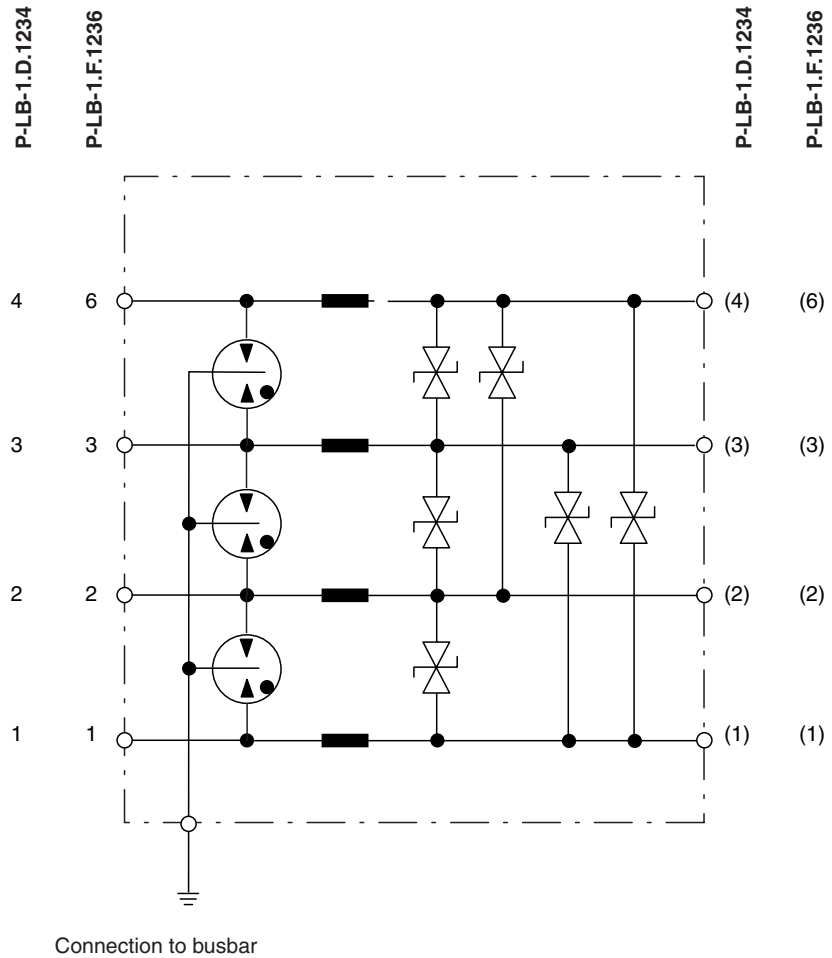 P-LB-1.D.1234 P-LB-1.F.1236 P-LB-1.D.1234 P-LB-1.F.1236
4 6 (4) (6)
3 3 (3) (3)
2 2 (2) (2)
1 1 (1) (1)
Connection to busbar